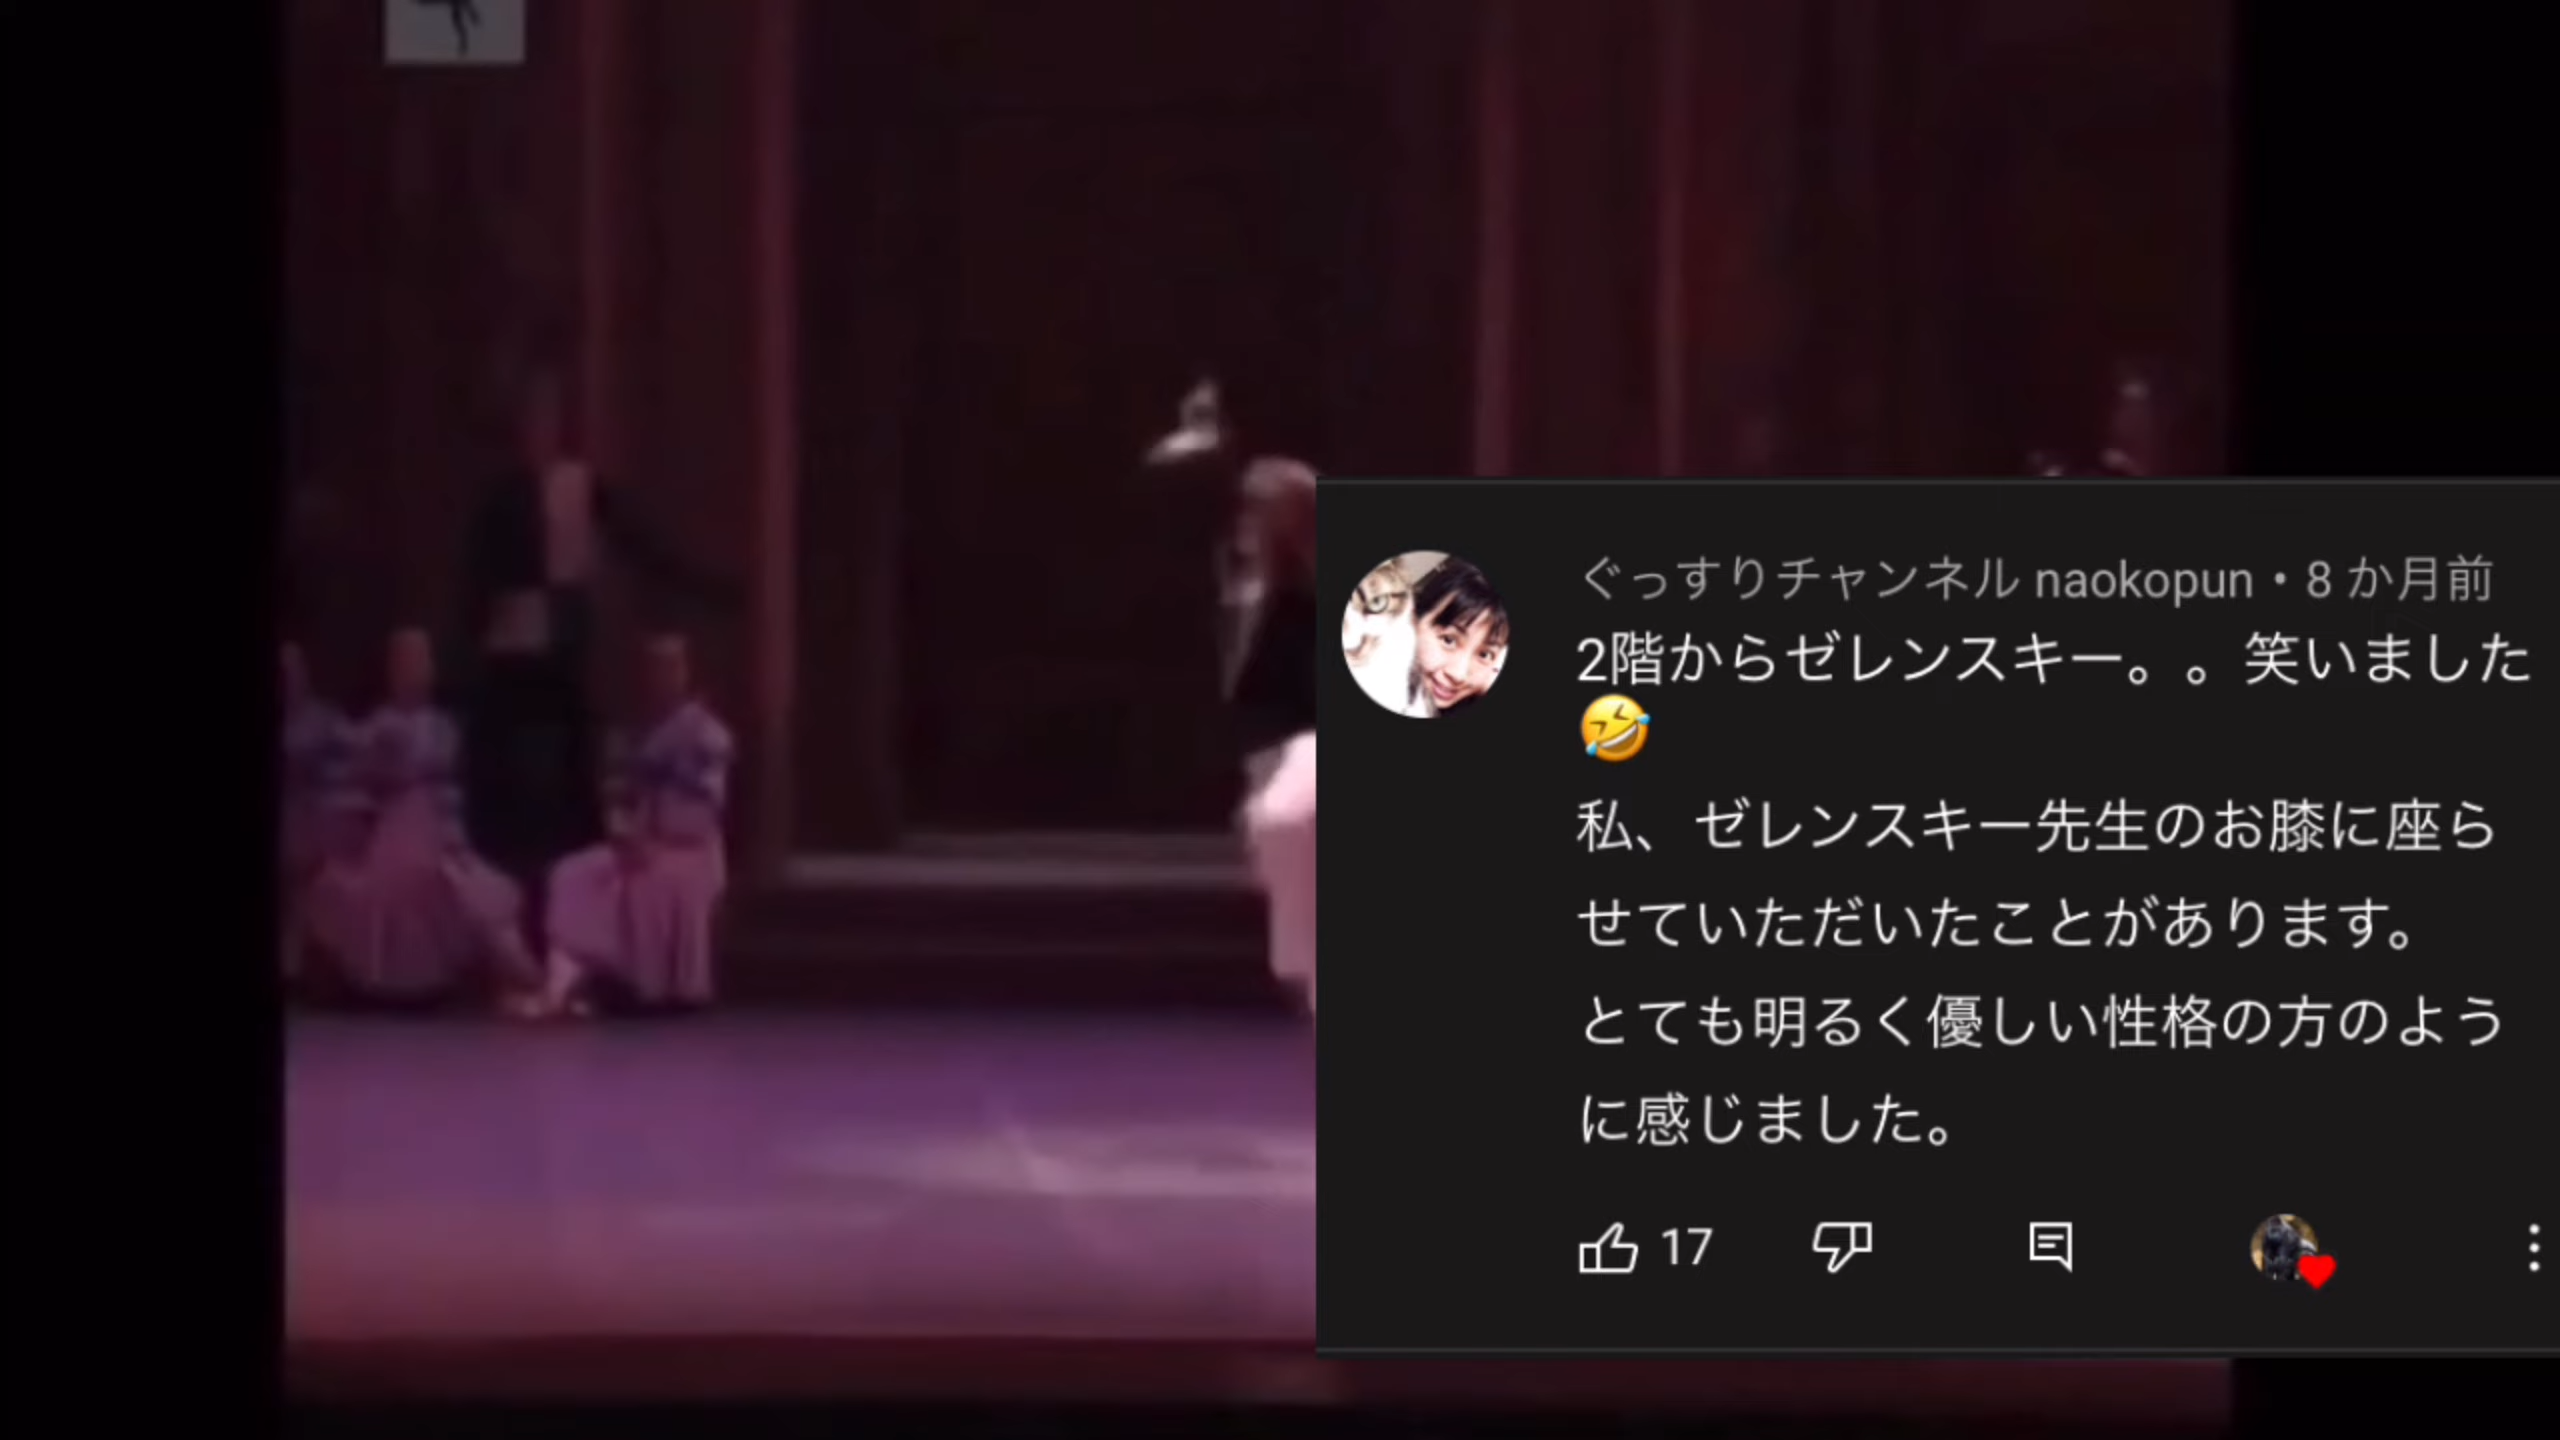 ぐっすりチャンネル naokopun・8 か月前
2階からゼレンスキー。。笑いました
🤣
私、ゼレンスキー先生のお膝に座ら
せていただいたことがあります。
とても明るく優しい性格の方のよう
に感じました。
17